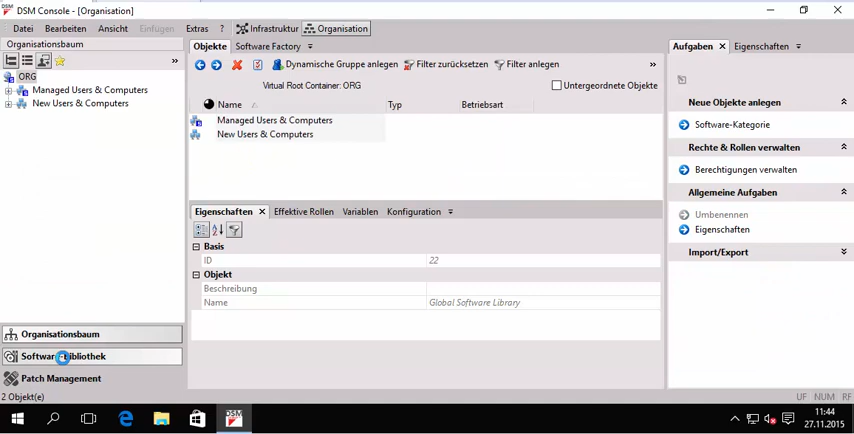 DSM Console - [Organisation]
Datei Bearbeiten Ansicht Einfügen Extras ? Infrastruktur Organisation
Organisationsbaum
ORG
Managed Users & Computers
New Users & Computers
Organisationsbaum
Patch Management
Objekte Software Factory
Dynamische Gruppe anlegen Filter zurücksetzen Filter anlegen
Virtual Root Container: ORG Untergeordnete Objekte
Name Typ Betriebsart
Managed Users & Computers
New Users & Computers
Eigenschaften Effektive Rollen Variablen Konfiguration
Basis
ID 22
Objekt
Beschreibung
Name Global Software Library
Aufgaben Eigenschaften
Neue Objekte anlegen
Software-Kategorie
Rechte & Rollen verwalten
Berechtigungen verwalten
Allgemeine Aufgaben
Umbenennen
Eigenschaften
Import/Export
2 Objekt(e) UF NUM RF
DSM
11:44
27.11.2015